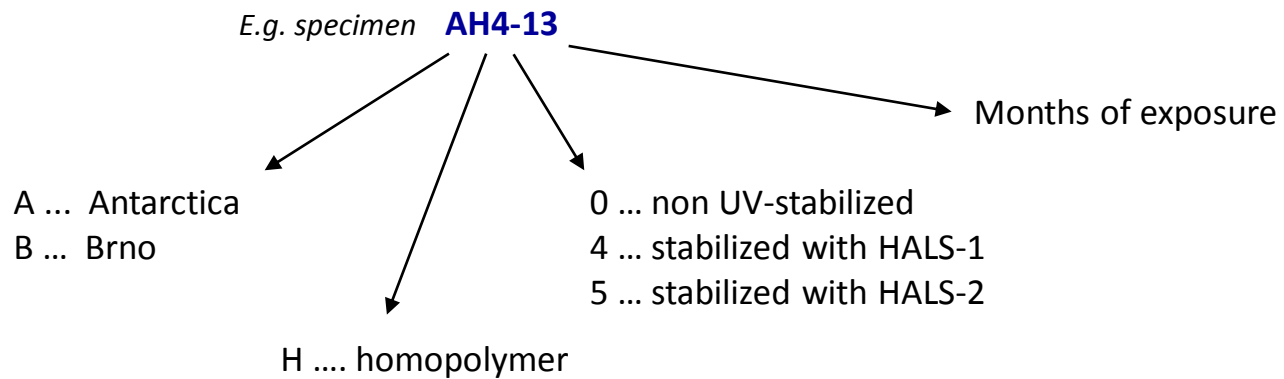 E.g. specimen AH4-13
Months of exposure
A ... Antarctica
B ... Brno
0 ... non UV-stabilized
4 ... stabilized with HALS-1
5 ... stabilized with HALS-2
H .... homopolymer